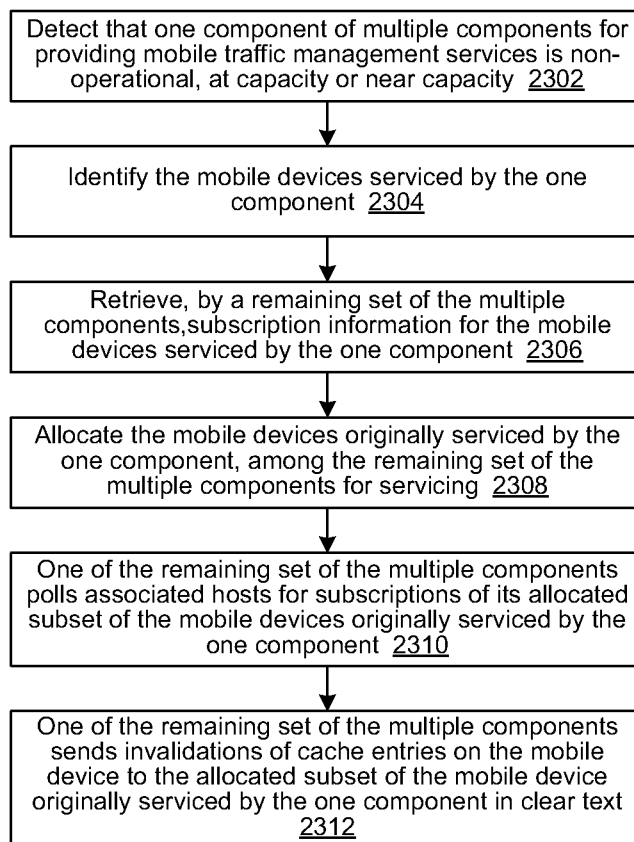 Detect that one component of multiple components for
providing mobile traffic management services is non-
operational, at capacity or near capacity 2302
Identify the mobile devices serviced by the one
component 2304
Retrieve, by a remaining set of the multiple
components,subscription information for the mobile
devices serviced by the one component 2306
Allocate the mobile devices originally serviced by the
one component, among the remaining set of the
multiple components for servicing 2308
One of the remaining set of the multiple components
polls associated hosts for subscriptions of its allocated
subset of the mobile devices originally serviced by the
one component 2310
One of the remaining set of the multiple components
sends invalidations of cache entries on the mobile
device to the allocated subset of the mobile device
originally serviced by the one component in clear text
2312